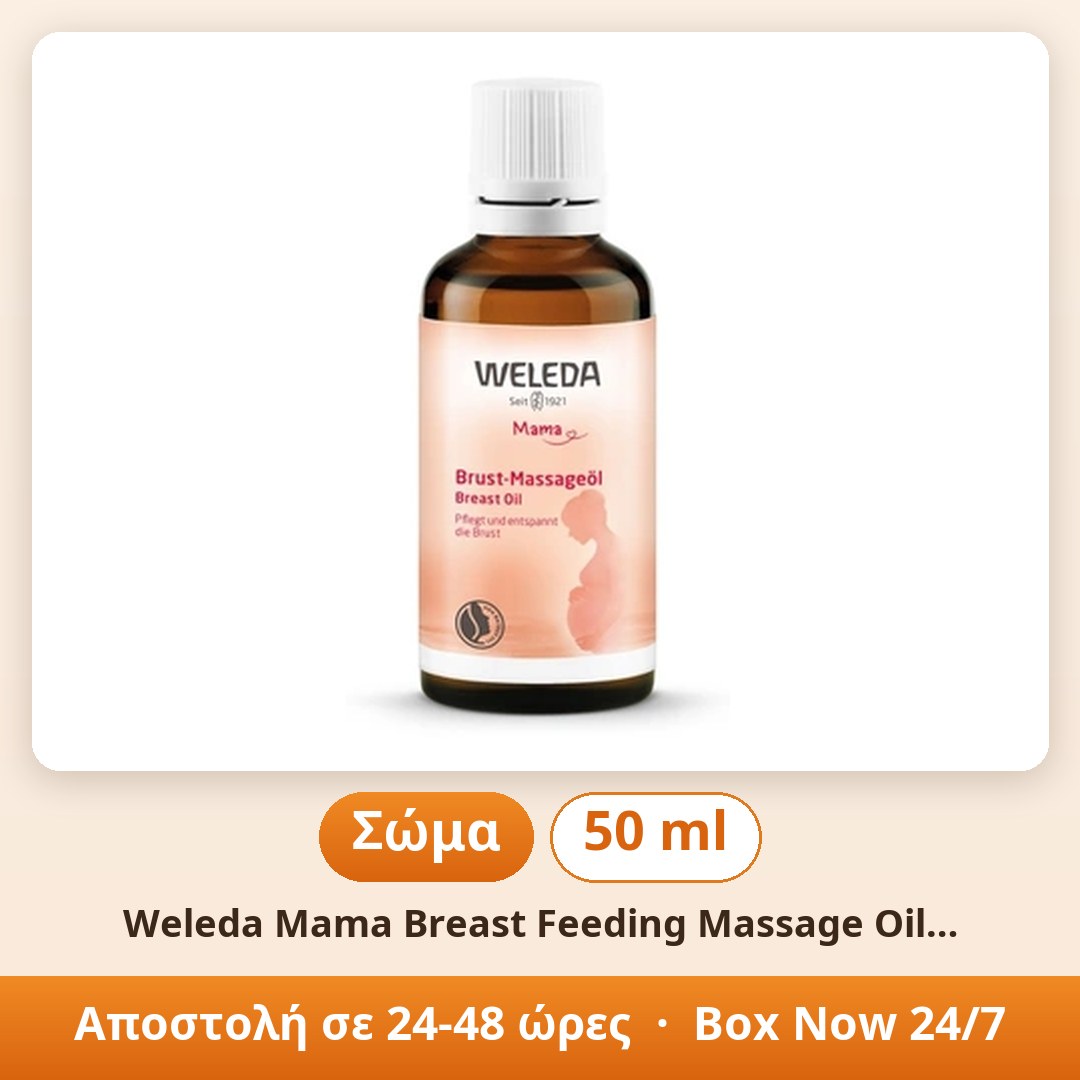 WELEDA
Seit 1921
Mama
Brust-Massageöl
Breast Oil
Pflegt und entspannt
die Brust
Σώμα
50 ml
Weleda Mama Breast Feeding Massage Oil...
Αποστολή σε 24-48 ώρες · Box Now 24/7